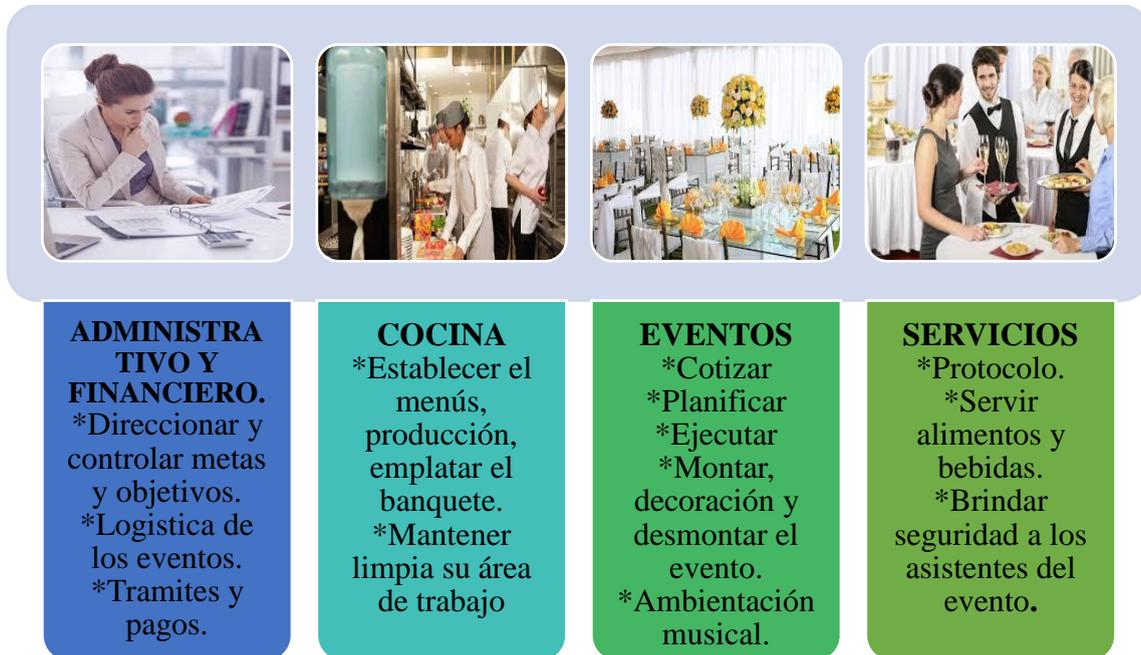 ADMINISTRA
TIVO Y
FINANCIERO.
*Direccionar y
controlar metas
y objetivos.
*Logistica de
los eventos.
*Tramites y
pagos.
COCINA
*Establecer el
menús,
producción,
emplatar el
banquete.
*Mantener
limpia su área
de trabajo
EVENTOS
*Cotizar
*Planificar
*Ejecutar
*Montar,
decoración y
desmontar el
evento.
*Ambientación
musical.
SERVICIOS
*Protocolo.
*Servir
alimentos y
bebidas.
*Brindar
seguridad a los
asistentes del
evento.